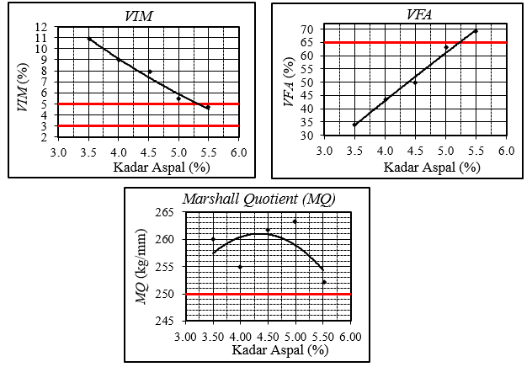 VIM
VIM (%)
12
11
10
9
8
7
6
5
4
3
2
3.0 3.5 4.0 4.5 5.0 5.5 6.0
Kadar Aspal (%)
VFA
VFA (%)
70
65
60
55
50
45
40
35
30
3.0 3.5 4.0 4.5 5.0 5.5 6.0
Kadar Aspal (%)
Marshall Quotient (MQ)
MQ (kg/mm)
265
260
255
250
245
3.00 3.50 4.00 4.50 5.00 5.50 6.00
Kadar Aspal (%)